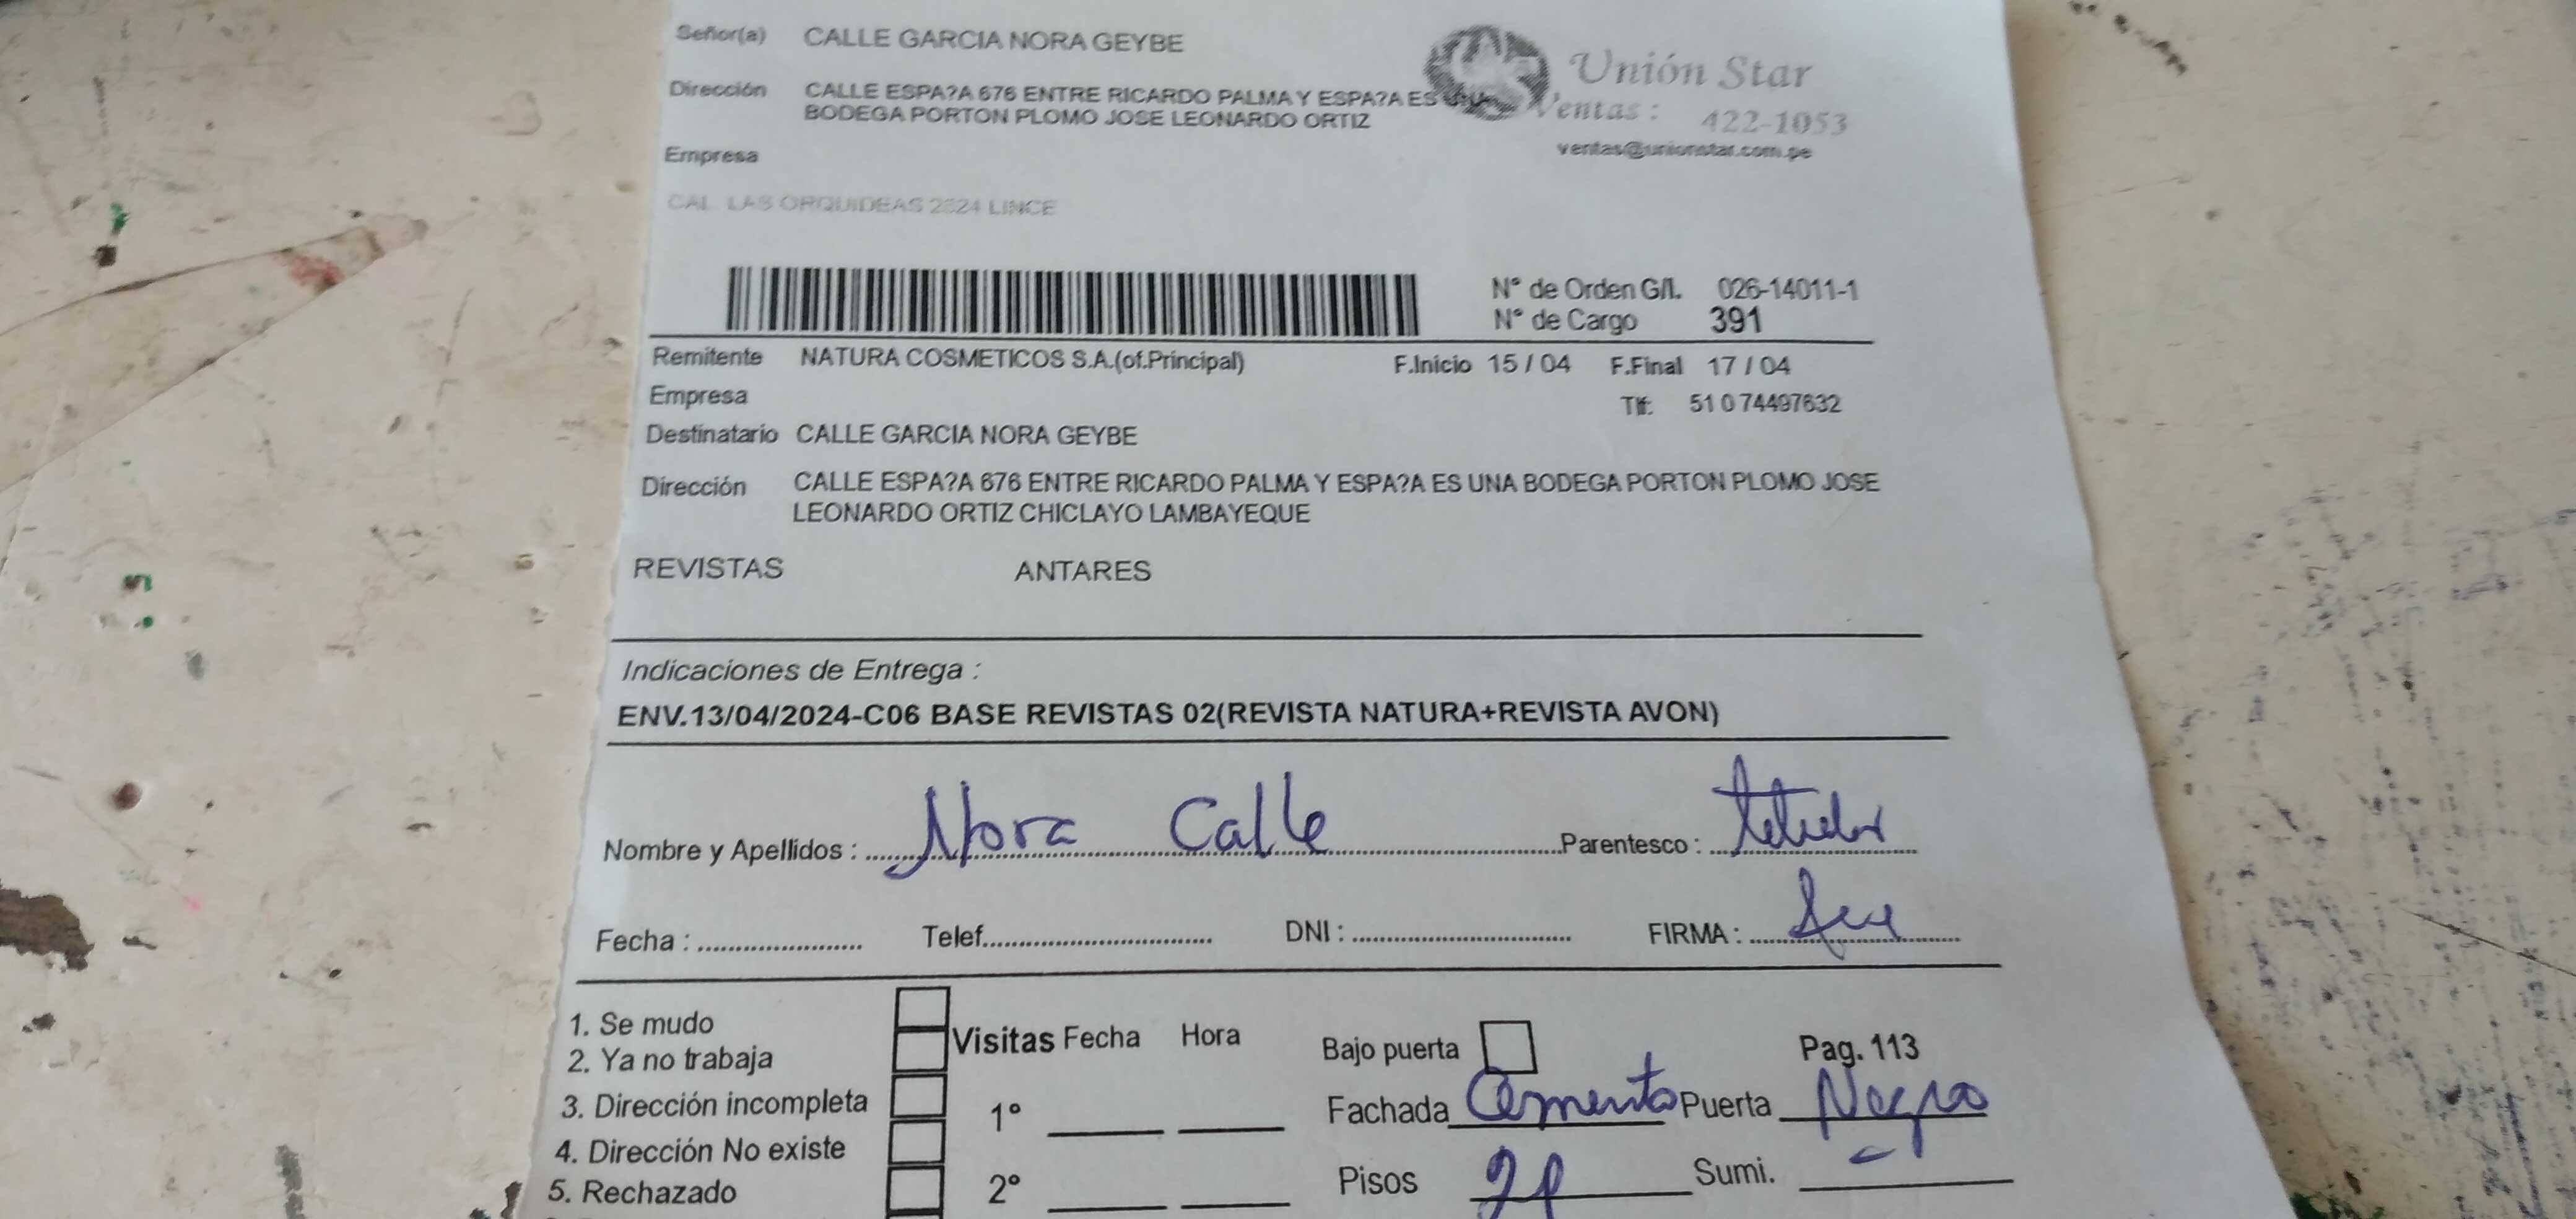 Señor(a) CALLE GARCIA NORA GEYBE
Unión Star
Dirección CALLE ESPA?A 676 ENTRE RICARDO PALMA Y ESPA?A ES UNA
Ventas : 422-1053
BODEGA PORTON PLOMO JOSE LEONARDO ORTIZ
ventas@unionstar.com.pe
Empresa
CAL. LAS ORQUIDEAS 2624 LINCE
N° de Orden G/I. 026-14011-1
N° de Cargo 391
Remitente NATURA COSMETICOS S.A.(of.Principal) F.Inicio 15 / 04 F.Final 17 / 04
Empresa
Tlf: 51 0 74497632
Destinatario CALLE GARCIA NORA GEYBE
Dirección CALLE ESPA?A 676 ENTRE RICARDO PALMA Y ESPA?A ES UNA BODEGA PORTON PLOMO JOSE
LEONARDO ORTIZ CHICLAYO LAMBAYEQUE
REVISTAS ANTARES
Indicaciones de Entrega :
ENV.13/04/2024-C06 BASE REVISTAS 02(REVISTA NATURA+REVISTA AVON)
Nombre y Apellidos : Nora Calle Parentesco :
Fecha : Telef. DNI : FIRMA :
1. Se mudo
2. Ya no trabaja
3. Dirección incompleta
4. Dirección No existe
5. Rechazado
Visitas Fecha Hora
1°
2°
Bajo puerta Pag. 113
Fachada Cemento Puerta Negro
Pisos 2P Sumi.